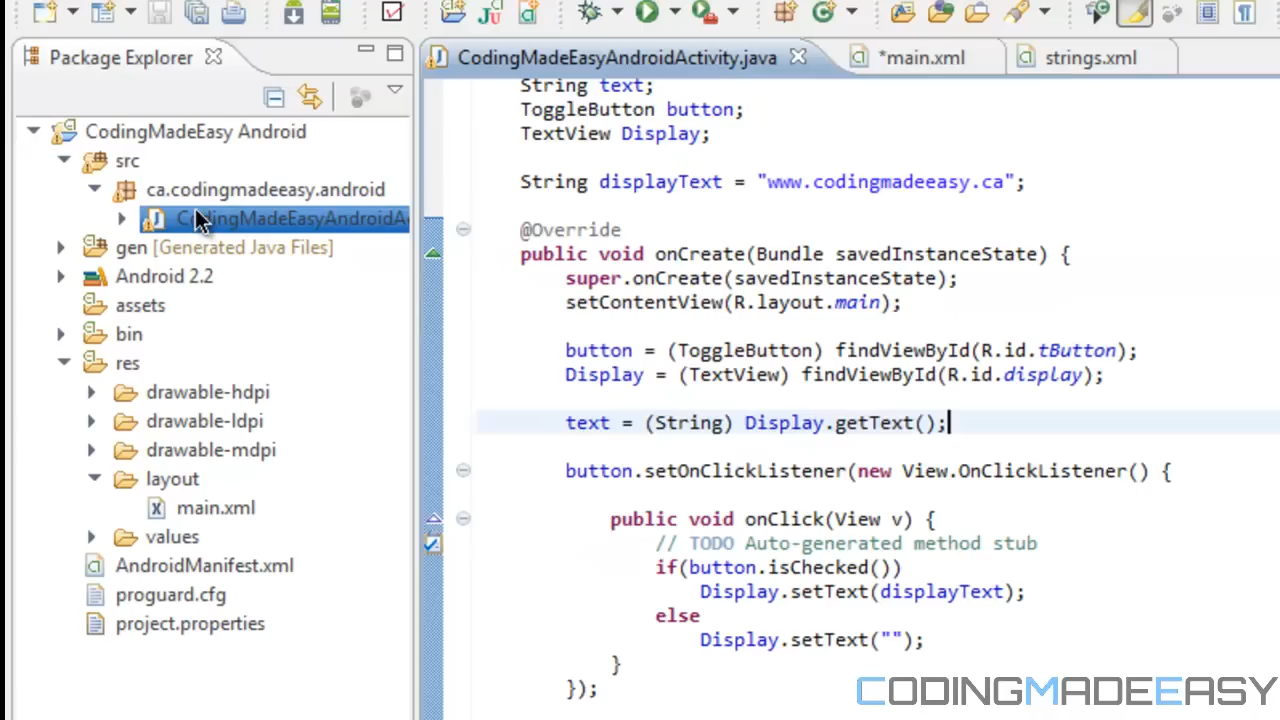 Package Explorer
CodingMadeEasy Android
src
ca.codingmadeeasy.android
CodingMadeEasyAndroidA
gen [Generated Java Files]
Android 2.2
assets
bin
res
drawable-hdpi
drawable-ldpi
drawable-mdpi
layout
main.xml
values
AndroidManifest.xml
proguard.cfg
project.properties
CodingMadeEasyAndroidActivity.java
*main.xml
strings.xml
String text;
ToggleButton button;
TextView Display;
String displayText = "www.codingmadeeasy.ca";
@Override
public void onCreate(Bundle savedInstanceState) {
super.onCreate(savedInstanceState);
setContentView(R.layout.main);
button = (ToggleButton) findViewById(R.id.tButton);
Display = (TextView) findViewById(R.id.display);
text = (String) Display.getText();
button.setOnClickListener(new View.OnClickListener() {
public void onClick(View v) {
// TODO Auto-generated method stub
if(button.isChecked())
Display.setText(displayText);
else
Display.setText("");
}
});
CODINGMADEEASY